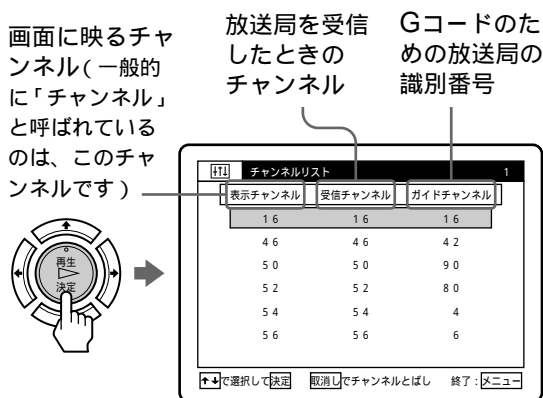 画面に映るチャ
ンネル(一般的
に「チャンネル」
と呼ばれている
のは、このチャ
ンネルです)
放送局を受信
したときの
チャンネル
Gコードのた
めの放送局の
識別番号
チャンネルリスト 1
表示チャンネル 受信チャンネル ガイドチャンネル
16 16 16
46 46 42
50 50 90
52 52 80
54 54 4
56 56 6
で選択して決定 取消しでチャンネルとばし 終了:メニュー
再生
決定